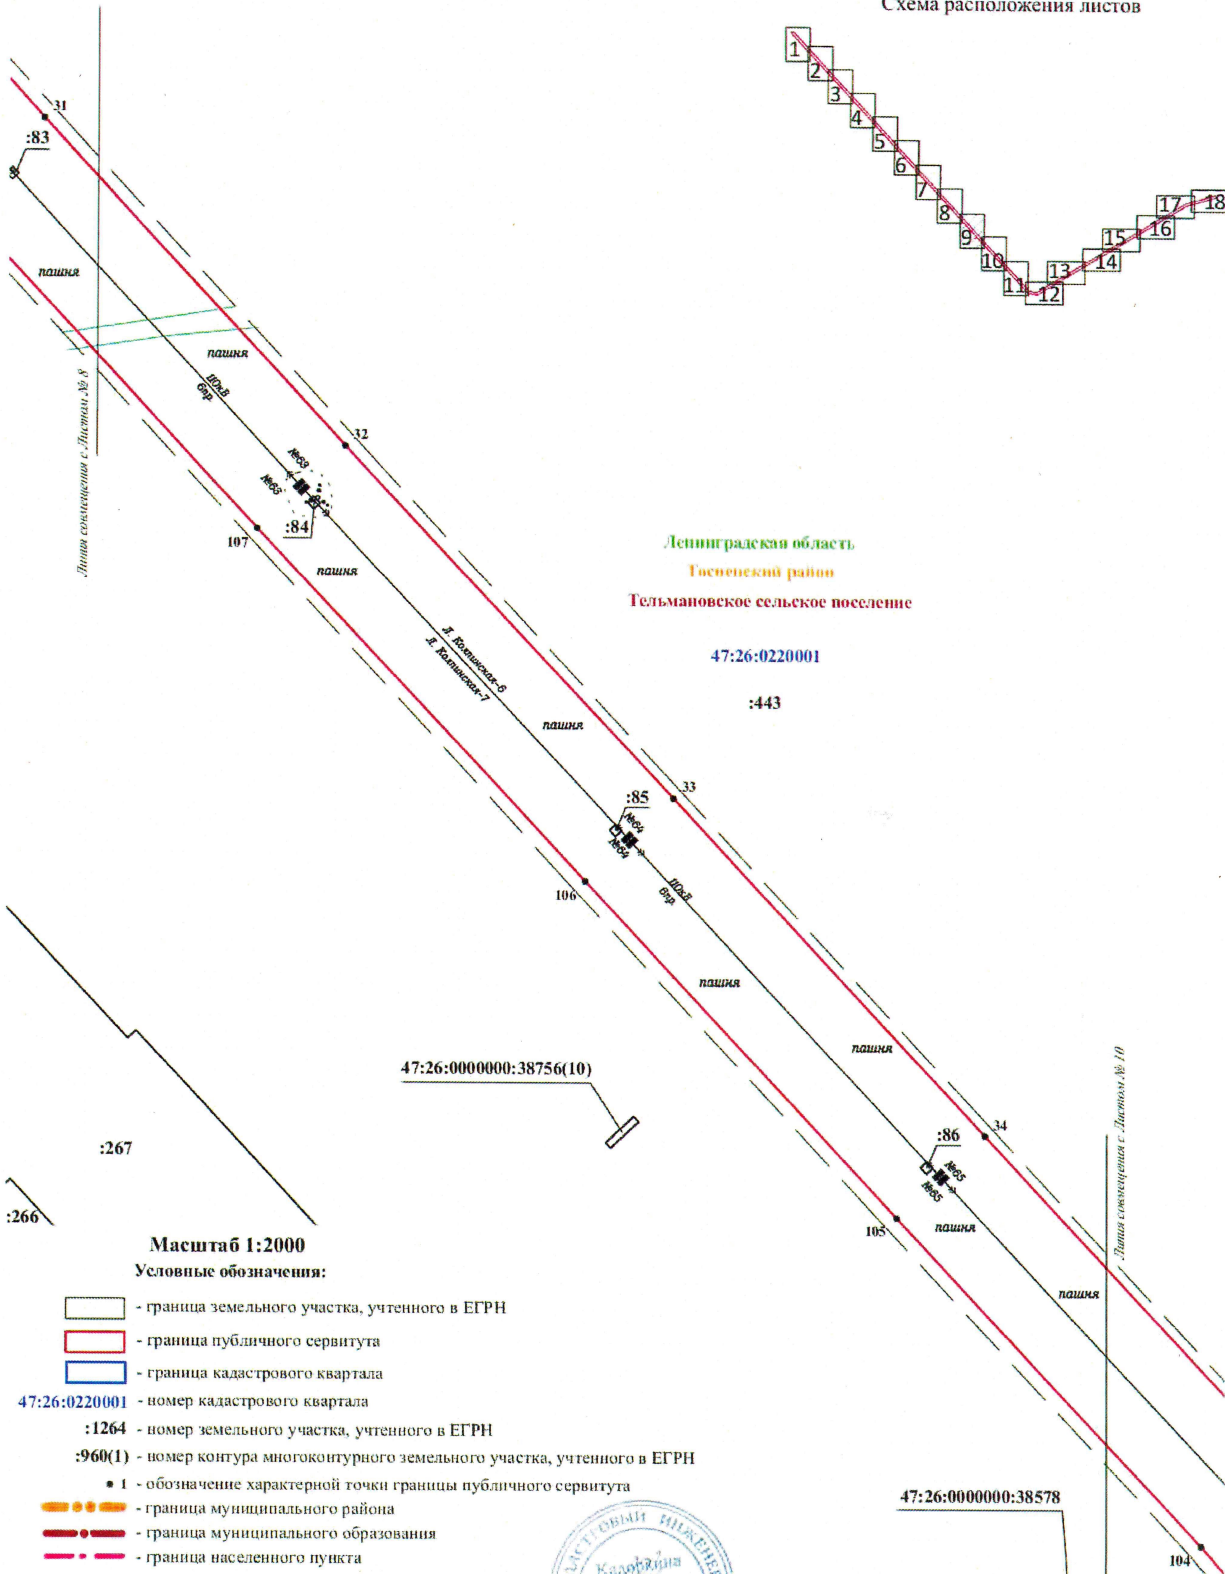 Схема расположения листов
1
2
3
4
5
6
7
8
9
10
11
12
13
14
15
16
17
18
31
:83
пашня
пашня
110кВ
6пр.
Линия совмещения с Листом № 8
32
№63
№63
:84
107
пашня
Ленинградская область
Тосненский район
Тельмановское сельское поселение
47:26:0220001
:443
Л. Колпинская-6
Л. Колпинская-7
пашня
33
:85
№64
№64
110кВ
6пр.
106
пашня
пашня
47:26:0000000:38756(10)
Линия совмещения с Листом № 10
34
:86
№65
№65
:267
:266
105
пашня
пашня
Масштаб 1:2000
Условные обозначения:
- граница земельного участка, учтенного в ЕГРН
- граница публичного сервитута
- граница кадастрового квартала
47:26:0220001 - номер кадастрового квартала
:1264 - номер земельного участка, учтенного в ЕГРН
:960(1) - номер контура многоконтурного земельного участка, учтенного в ЕГРН
• 1 - обозначение характерной точки границы публичного сервитута
- граница муниципального района
- граница муниципального образования
- граница населенного пункта
47:26:0000000:38578
104